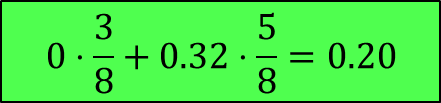 0 · 3/8 + 0.32 · 5/8 = 0.20